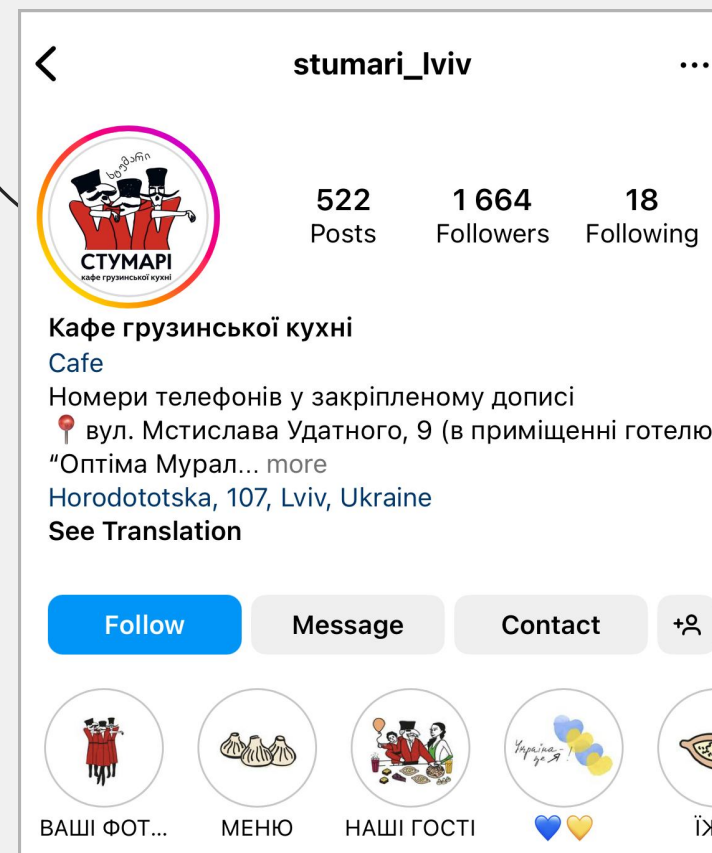 stumari_lviv
სტუმარი
СТУМАРІ
кафе грузинської кухні
522
Posts
1 664
Followers
18
Following
Кафе грузинської кухні
Cafe
Номери телефонів у закріпленому дописі
📍 вул. Мстислава Удатного, 9 (в приміщенні готелю
“Оптіма Мурал... more
Horodototska, 107, Lviv, Ukraine
See Translation
Follow
Message
Contact
Україна-
це Я !
ВАШІ ФОТ...
МЕНЮ
НАШІ ГОСТІ
💙💛